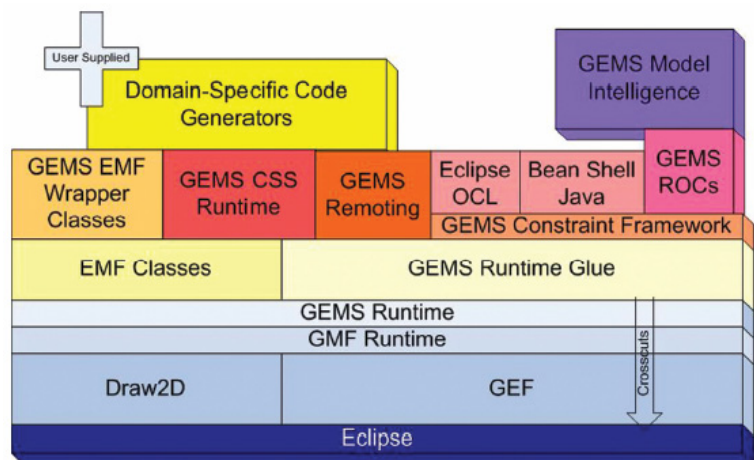 User Supplied
Domain-Specific Code
Generators
GEMS Model
Intelligence
GEMS EMF
Wrapper
Classes
GEMS CSS
Runtime
GEMS
Remoting
Eclipse
OCL
Bean Shell
Java
GEMS
ROCs
GEMS Constraint Framework
EMF Classes
GEMS Runtime Glue
GEMS Runtime
GMF Runtime
Draw2D
GEF
Crosscuts
Eclipse